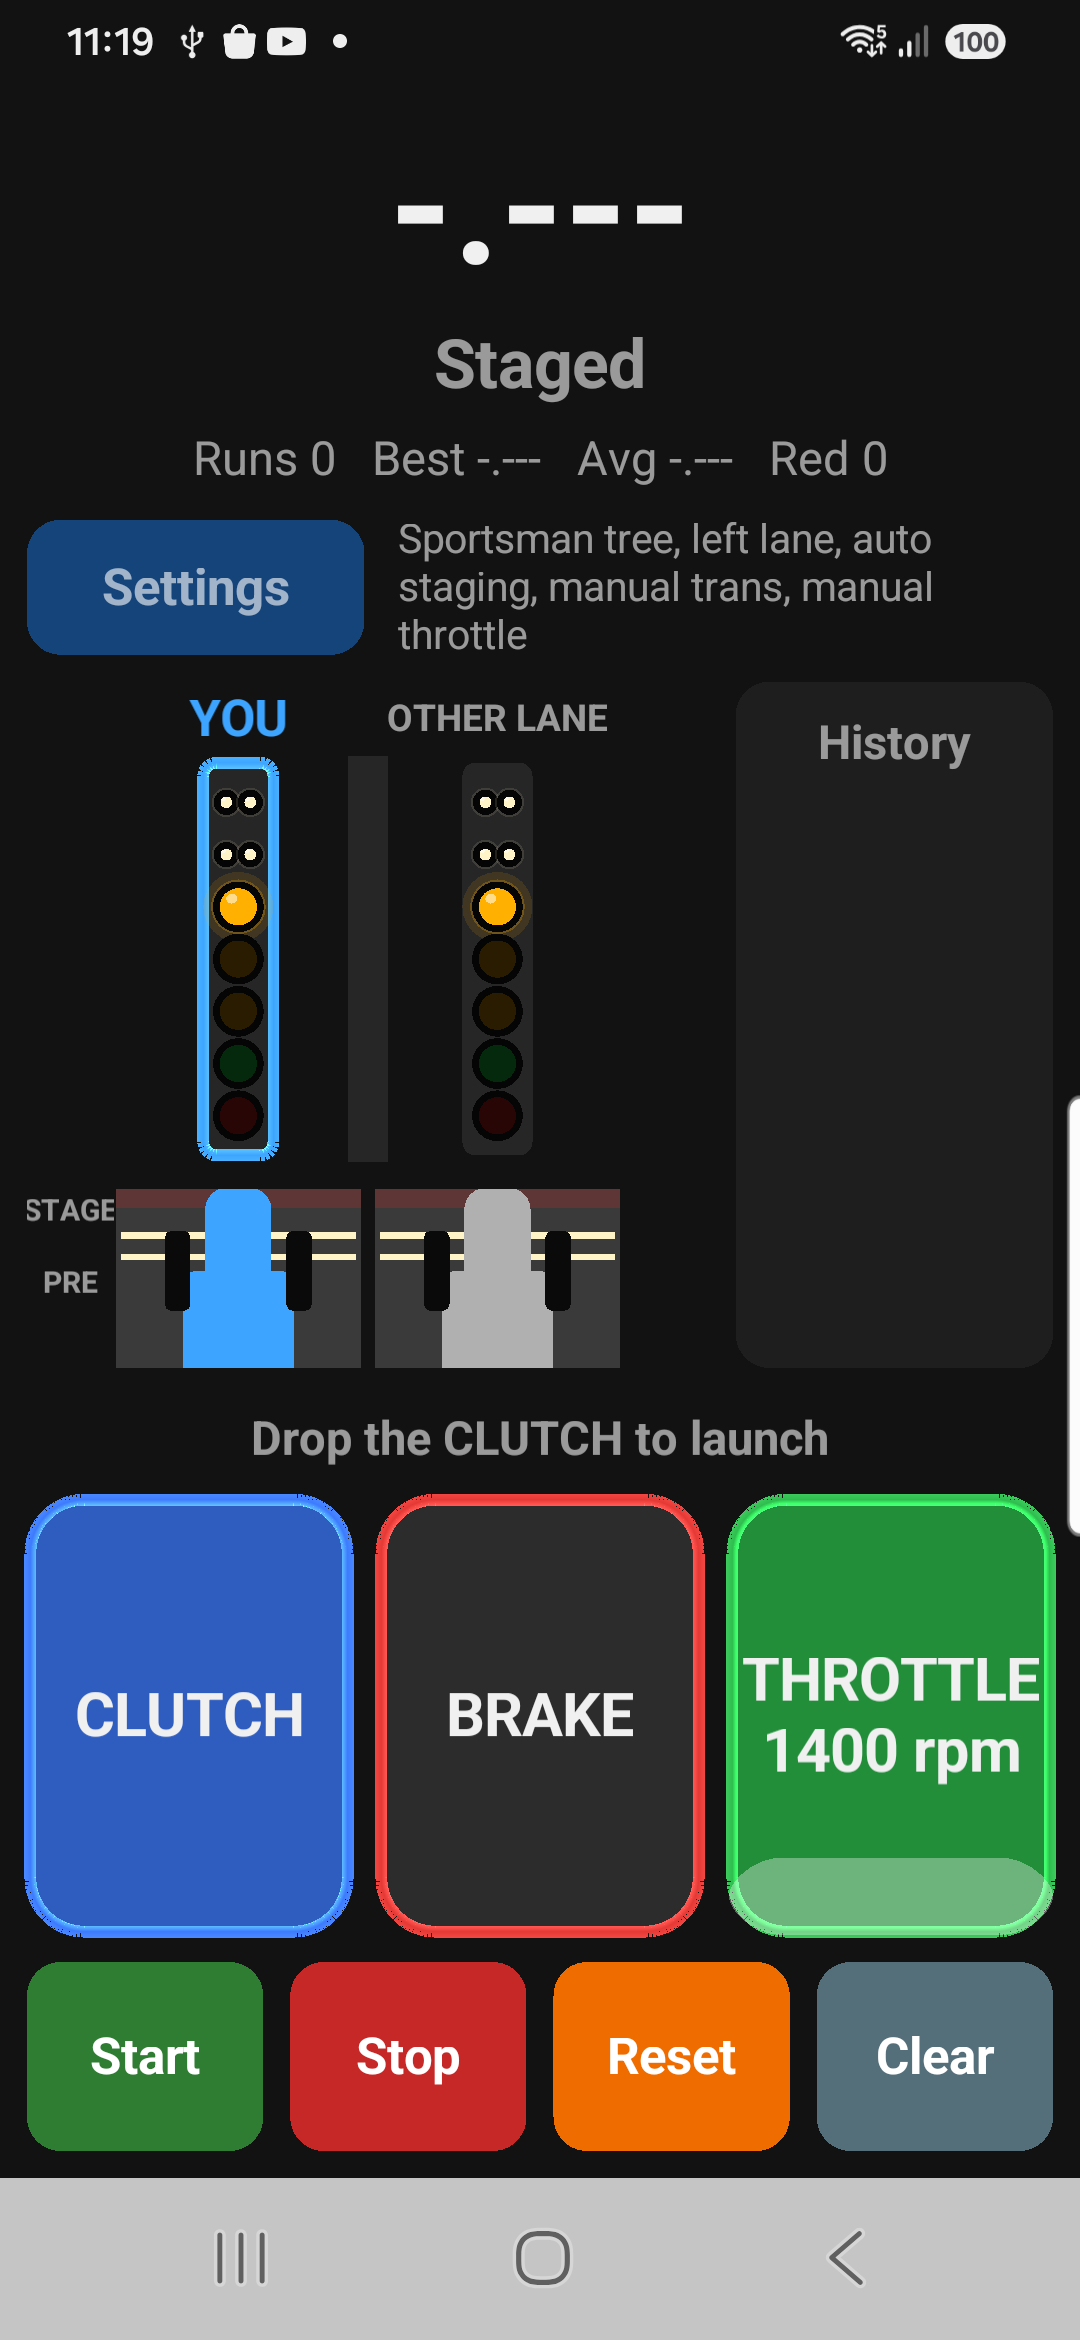 11:19
5
100
-.---
Staged
Runs 0 Best -.--- Avg -.--- Red 0
Settings
Sportsman tree, left lane, auto
staging, manual trans, manual
throttle
YOU
OTHER LANE
History
STAGE
PRE
Drop the CLUTCH to launch
CLUTCH
BRAKE
THROTTLE
1400 rpm
Start
Stop
Reset
Clear